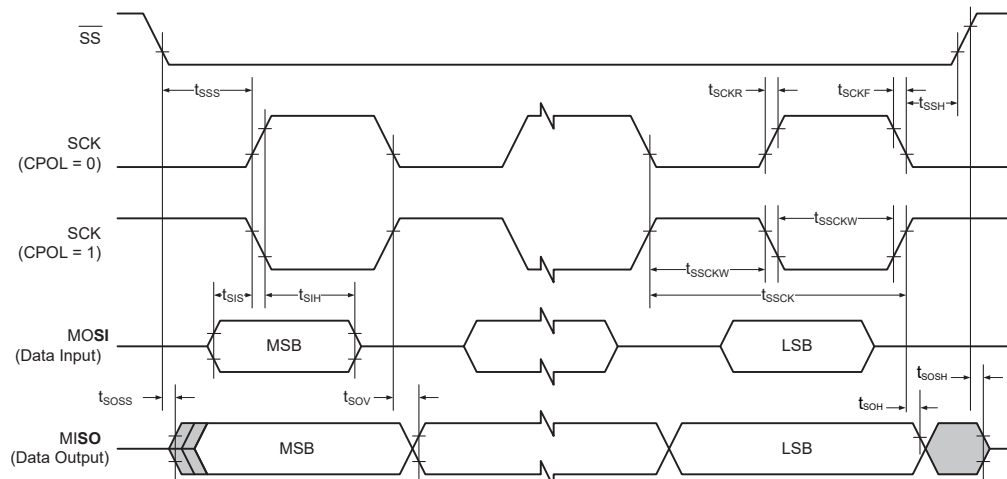 SS
tSSS
tSCKR
tSCKF
tSSH
SCK
(CPOL = 0)
SCK
(CPOL = 1)
tSSCKW
tSSCKW
tSSCK
tSIS
tSIH
MOSI
(Data Input)
MSB
LSB
tSOSS
tSOV
tSOH
tSOSH
MISO
(Data Output)
MSB
LSB